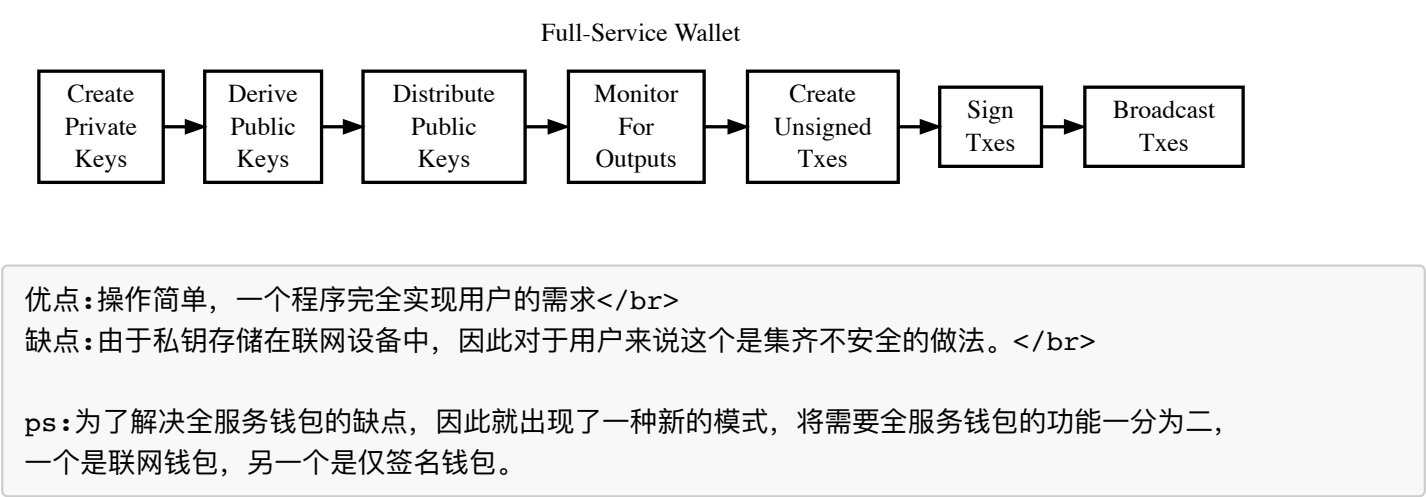 Full-Service Wallet
Create
Private
Keys
Derive
Public
Keys
Distribute
Public
Keys
Monitor
For
Outputs
Create
Unsigned
Txes
Sign
Txes
Broadcast
Txes
优点:操作简单，一个程序完全实现用户的需求</br>
缺点:由于私钥存储在联网设备中，因此对于用户来说这个是集齐不安全的做法。</br>
ps:为了解决全服务钱包的缺点，因此就出现了一种新的模式，将需要全服务钱包的功能一分为二，
一个是联网钱包，另一个是仅签名钱包。